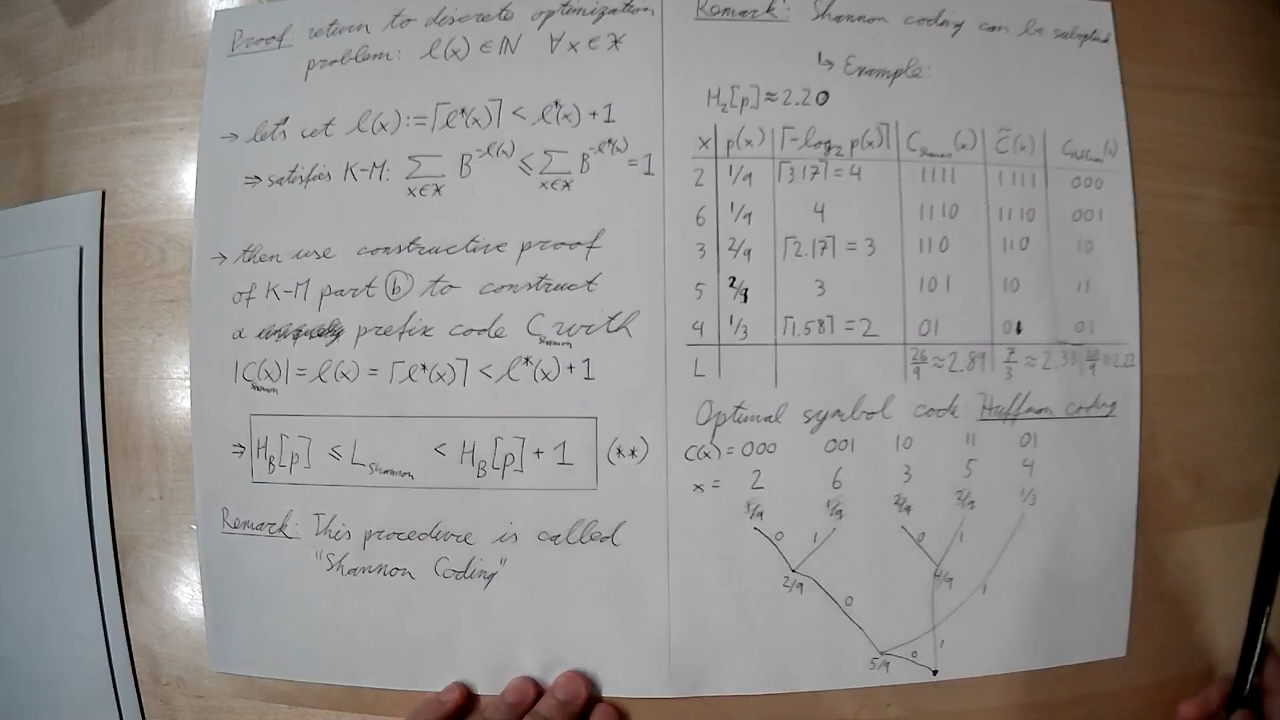 Proof return to discrete optimization
problem: l(x) ∈ ℕ ∀x∈𝒳
→ let's set l(x) := ⌈l*(x)⌉ < l*(x) + 1
⇒ satisfies K-M: Σ_{x∈𝒳} B^{-l(x)} ≤ Σ_{x∈𝒳} B^{-l*(x)} = 1
→ then use constructive proof
of K-M part (b) to construct
a prefix code C_Shannon with
|C_Shannon(x)| = l(x) = ⌈l*(x)⌉ < l*(x) + 1
⇒ H_B[p] ≤ L_Shannon < H_B[p] + 1 (**)
Remark: This procedure is called
"Shannon Coding"
Remark: Shannon coding can be suboptimal
↳ Example:
H_2[p] ≈ 2.20
x p(x) ⌈-log_2 p(x)⌉ C_Shannon(x) C̃(x) C_Huffman(x)
2 1/9 ⌈3.17⌉ = 4 1111 1111 000
6 1/9 4 1110 1110 001
3 2/9 ⌈2.17⌉ = 3 110 110 10
5 2/9 3 101 10 11
4 1/3 ⌈1.58⌉ = 2 01 01 01
L 26/9 ≈ 2.89 7/3 ≈ 2.33 ≈ 2.22
Optimal symbol code Huffman coding
C(x) = 000 001 10 11 01
x = 2 6 3 5 4
1/9 1/9 2/9 2/9 1/3
0 1 0 1
2/9 4/9
0 1
5/9 0 1